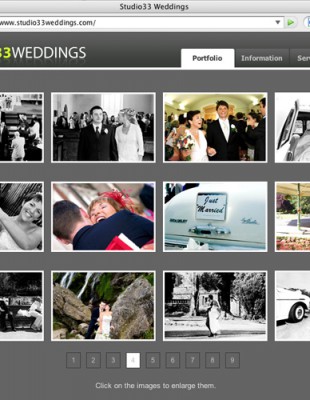 Studio33 Weddings
www.studio33weddings.com/
33WEDDINGS
Portfolio Information Serv
Just
Married
1 2 3 4 5 6 7 8 9
Click on the images to enlarge them.